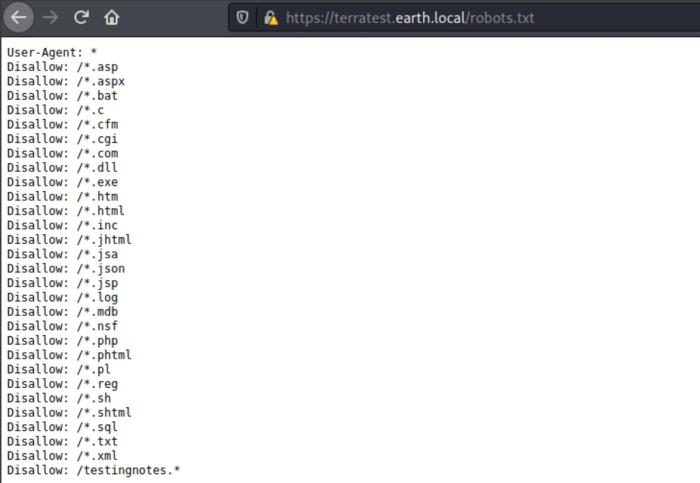 https://terratest.earth.local/robots.txt
User-Agent: *
Disallow: /*.asp
Disallow: /*.aspx
Disallow: /*.bat
Disallow: /*.c
Disallow: /*.cfm
Disallow: /*.cgi
Disallow: /*.com
Disallow: /*.dll
Disallow: /*.exe
Disallow: /*.htm
Disallow: /*.html
Disallow: /*.inc
Disallow: /*.jhtml
Disallow: /*.jsa
Disallow: /*.json
Disallow: /*.jsp
Disallow: /*.log
Disallow: /*.mdb
Disallow: /*.nsf
Disallow: /*.php
Disallow: /*.phtml
Disallow: /*.pl
Disallow: /*.reg
Disallow: /*.sh
Disallow: /*.shtml
Disallow: /*.sql
Disallow: /*.txt
Disallow: /*.xml
Disallow: /testingnotes.*